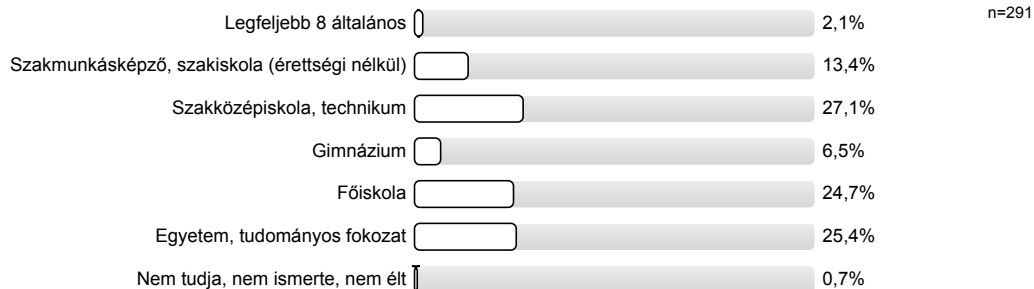 Legfeljebb 8 általános 2,1% n=291
Szakmunkásképző, szakiskola (érettségi nélkül) 13,4%
Szakközépiskola, technikum 27,1%
Gimnázium 6,5%
Főiskola 24,7%
Egyetem, tudományos fokozat 25,4%
Nem tudja, nem ismerte, nem élt 0,7%